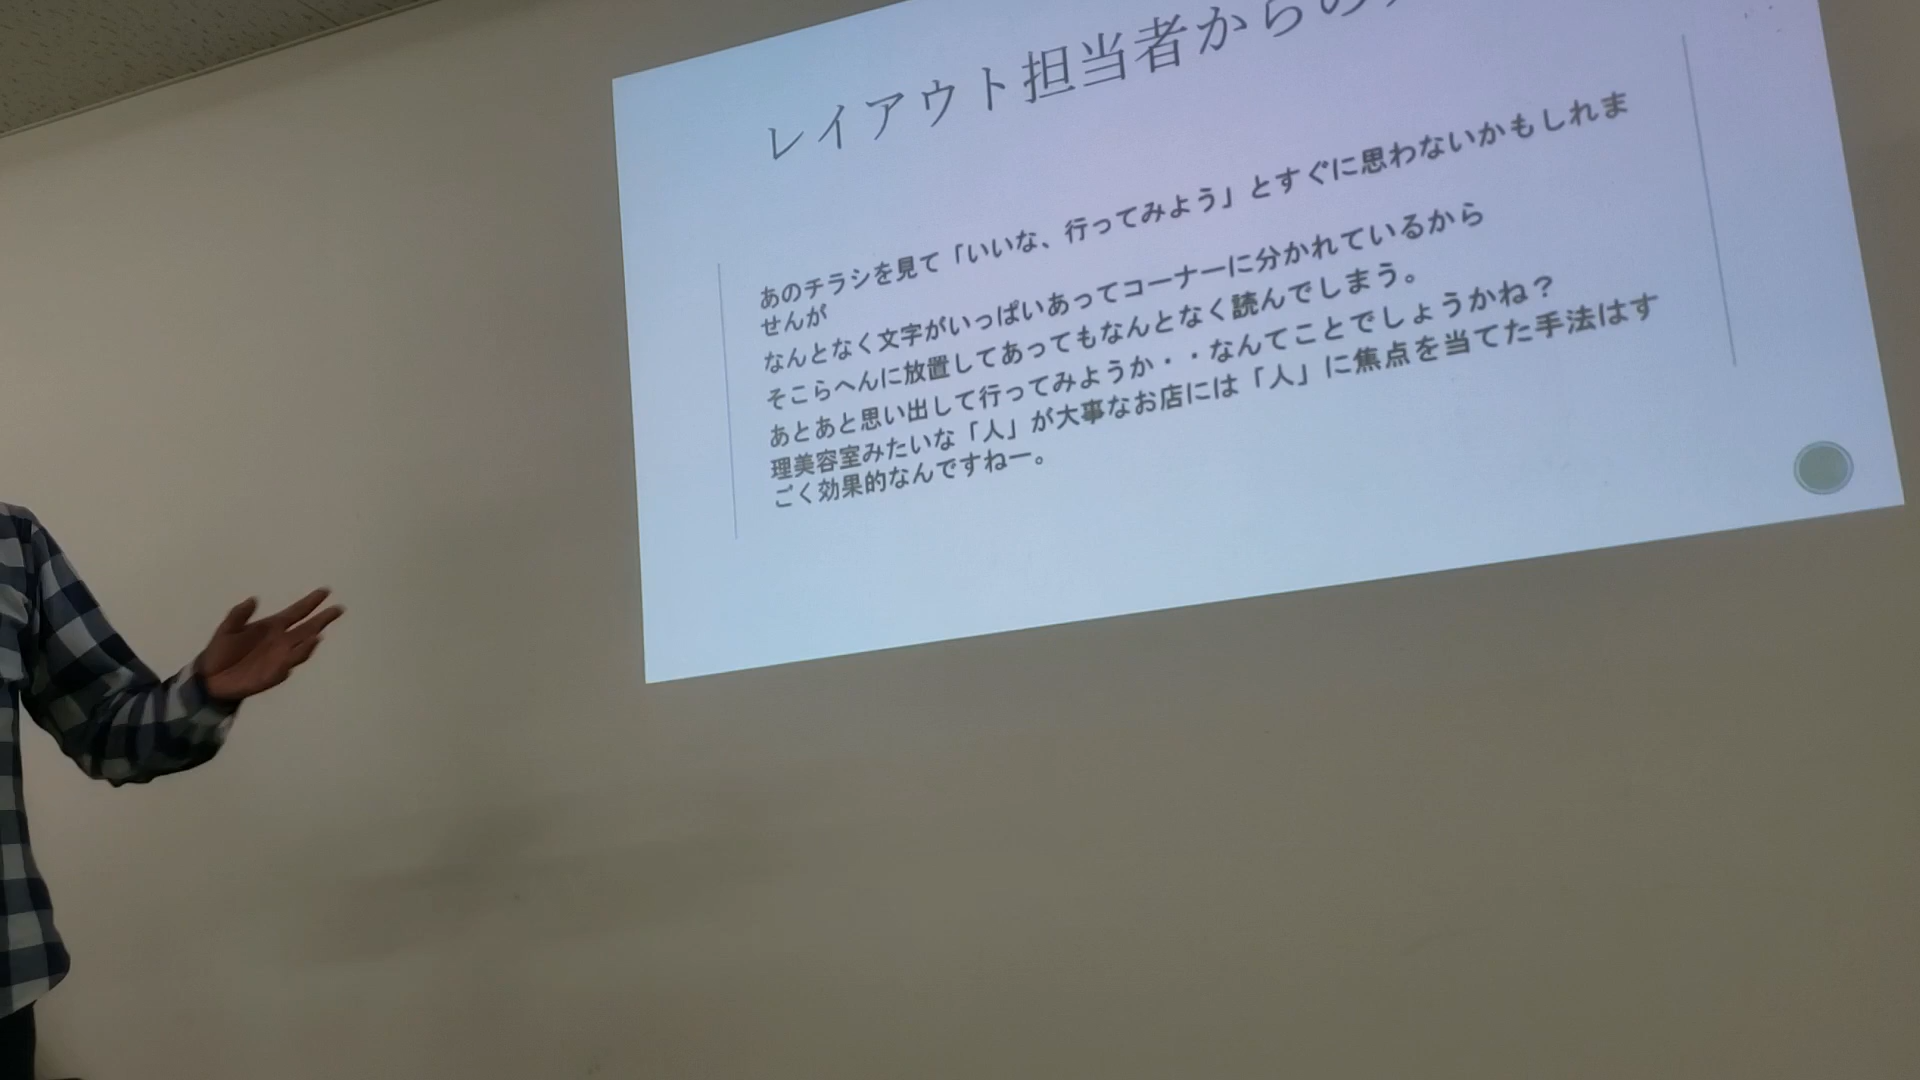 レイアウト担当者からの
あのチラシを見て「いいな、行ってみよう」とすぐに思わないかもしれま
せんが
なんとなく文字がいっぱいあってコーナーに分かれているから
そこらへんに放置してあってもなんとなく読んでしまう。
あとあと思い出して行ってみようか・・なんてことでしょうかね？
理美容室みたいな「人」が大事なお店には「人」に焦点を当てた手法はす
ごく効果的なんですねー。